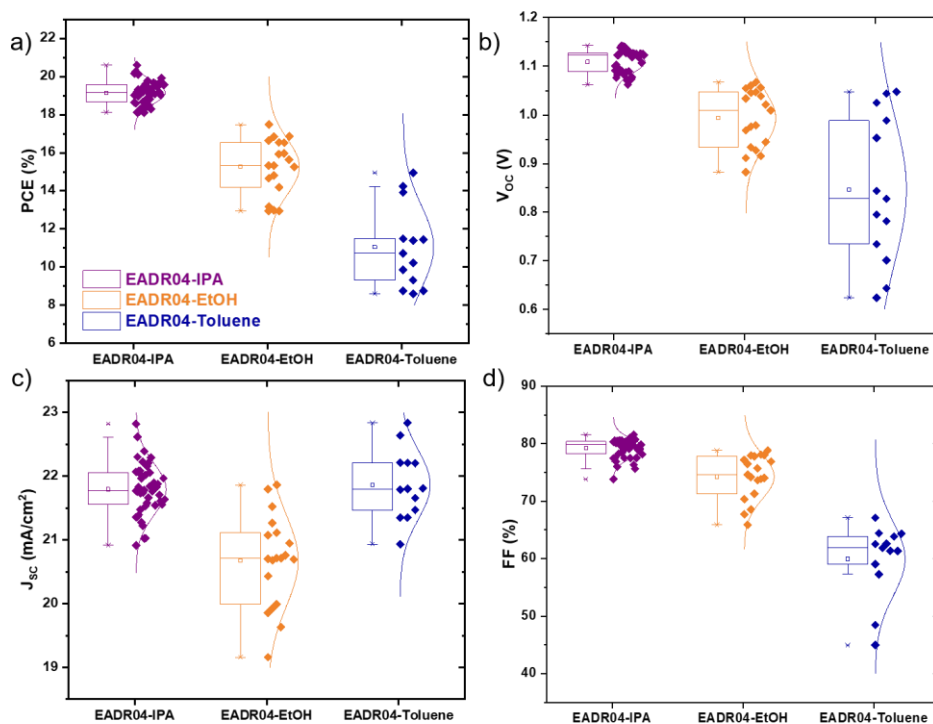 a)
PCE (%)
22
20
18
16
14
12
10
8
6
EADR04-IPA
EADR04-EtOH
EADR04-Toluene
EADR04-IPA
EADR04-EtOH
EADR04-Toluene
b)
V_OC (V)
1.2
1.1
1.0
0.9
0.8
0.7
0.6
EADR04-IPA
EADR04-EtOH
EADR04-Toluene
c)
J_SC (mA/cm²)
23
22
21
20
19
EADR04-IPA
EADR04-EtOH
EADR04-Toluene
d)
FF (%)
90
80
70
60
50
40
EADR04-IPA
EADR04-EtOH
EADR04-Toluene